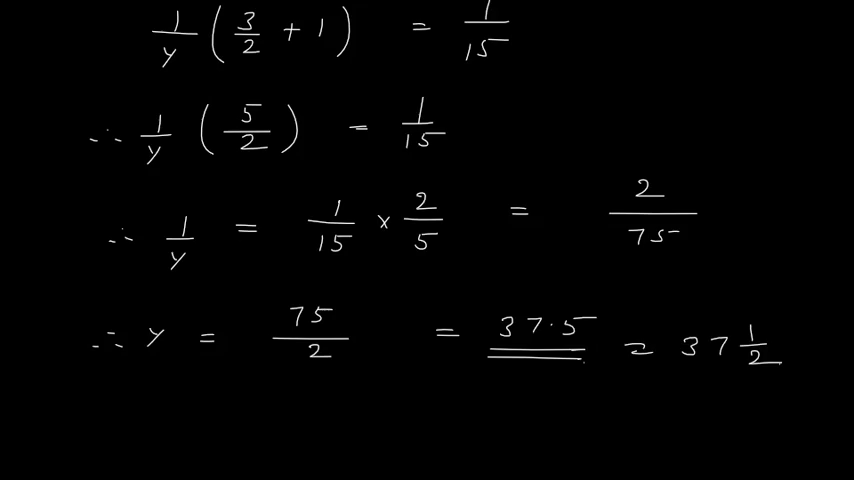 1/y ( 3/2 + 1 ) = 1/15
∴ 1/y ( 5/2 ) = 1/15
∴ 1/y = 1/15 × 2/5 = 2/75
∴ y = 75/2 = 37.5 = 37 1/2